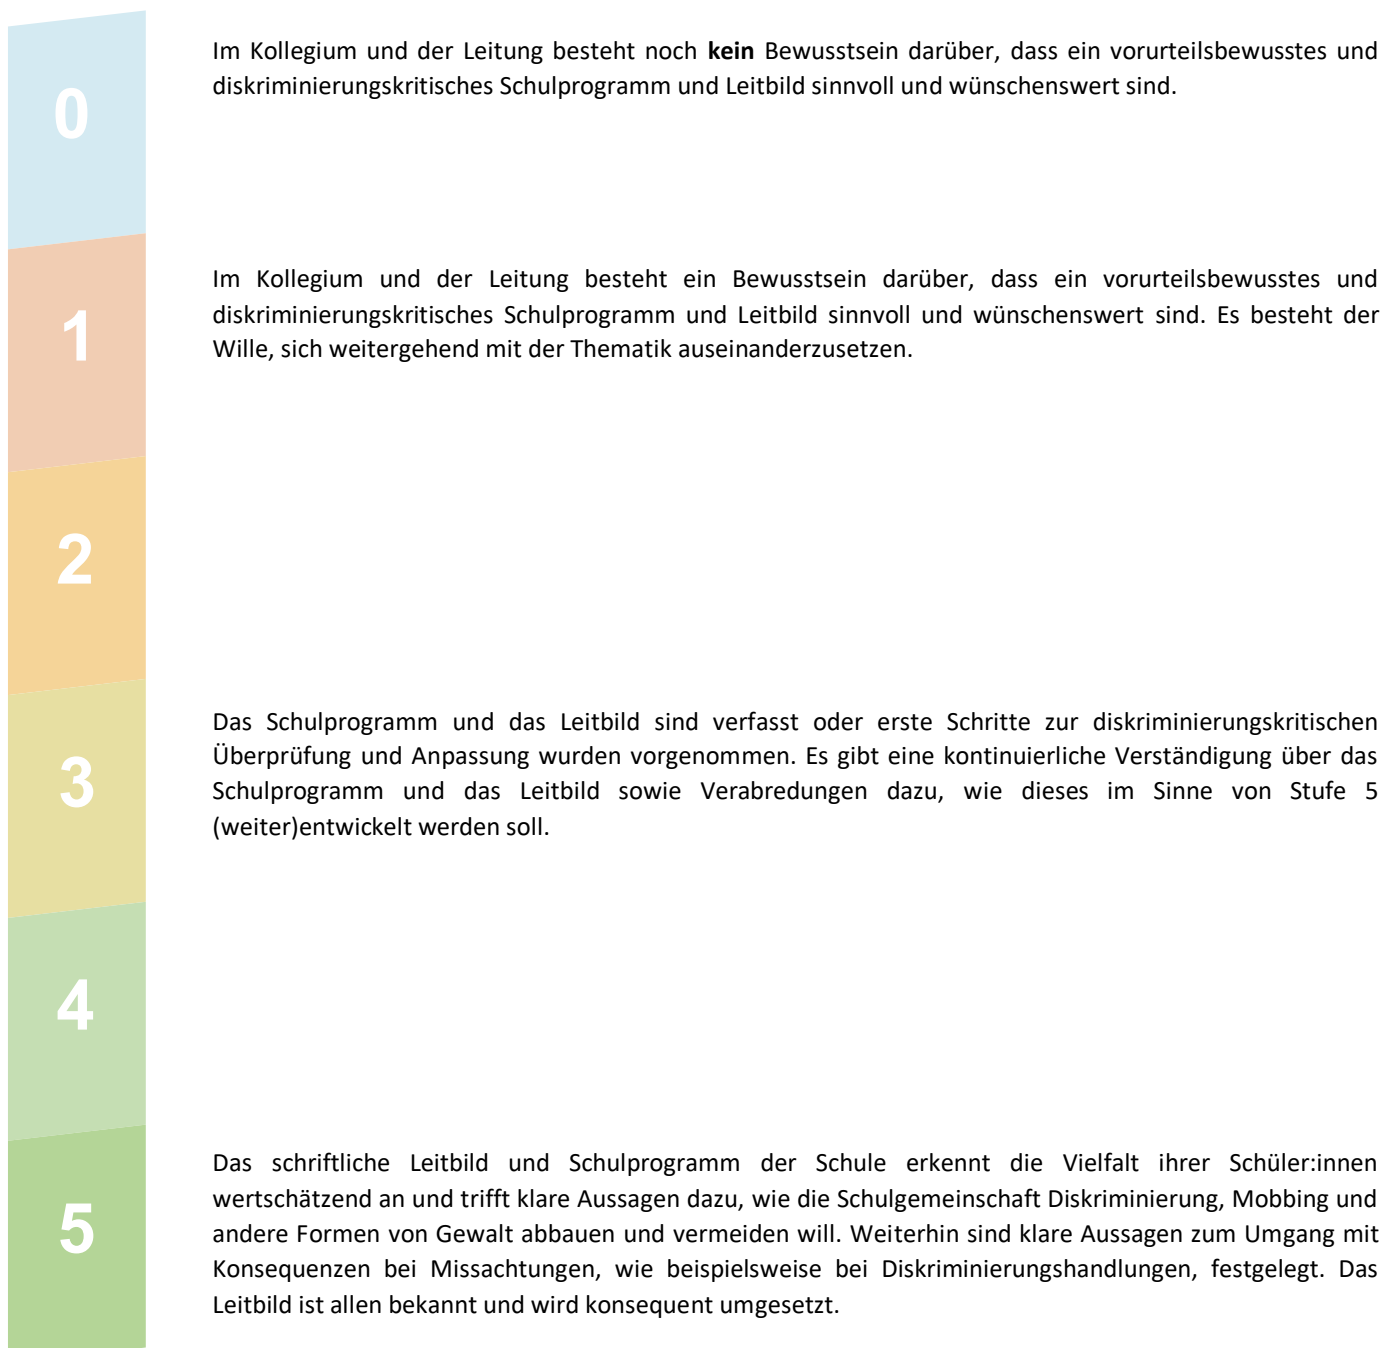 0
Im Kollegium und der Leitung besteht noch kein Bewusstsein darüber, dass ein vorurteilsbewusstes und
diskriminierungskritisches Schulprogramm und Leitbild sinnvoll und wünschenswert sind.
1
Im Kollegium und der Leitung besteht ein Bewusstsein darüber, dass ein vorurteilsbewusstes und
diskriminierungskritisches Schulprogramm und Leitbild sinnvoll und wünschenswert sind. Es besteht der
Wille, sich weitergehend mit der Thematik auseinanderzusetzen.
2
3
Das Schulprogramm und das Leitbild sind verfasst oder erste Schritte zur diskriminierungskritischen
Überprüfung und Anpassung wurden vorgenommen. Es gibt eine kontinuierliche Verständigung über das
Schulprogramm und das Leitbild sowie Verabredungen dazu, wie dieses im Sinne von Stufe 5
(weiter)entwickelt werden soll.
4
5
Das schriftliche Leitbild und Schulprogramm der Schule erkennt die Vielfalt ihrer Schüler:innen
wertschätzend an und trifft klare Aussagen dazu, wie die Schulgemeinschaft Diskriminierung, Mobbing und
andere Formen von Gewalt abbauen und vermeiden will. Weiterhin sind klare Aussagen zum Umgang mit
Konsequenzen bei Missachtungen, wie beispielsweise bei Diskriminierungshandlungen, festgelegt. Das
Leitbild ist allen bekannt und wird konsequent umgesetzt.